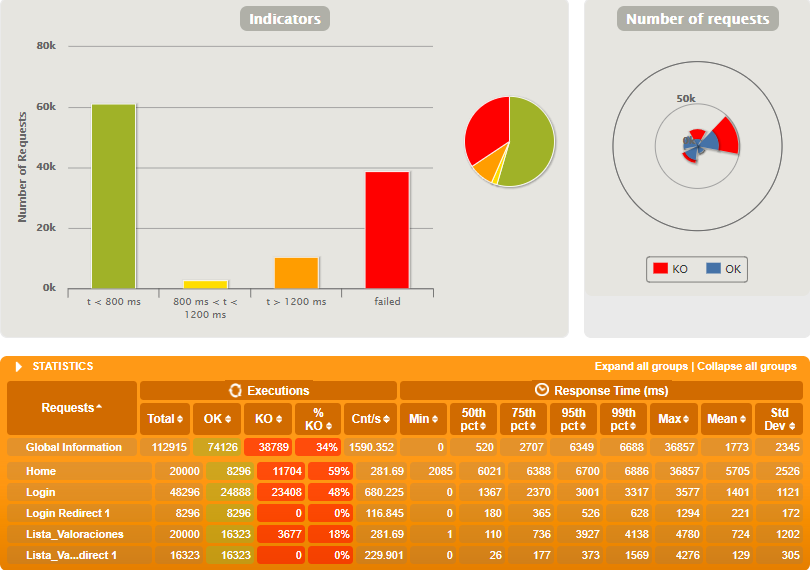 Indicators
80k
60k
40k
20k
0k
Number of Requests
t < 800 ms
800 ms < t <
1200 ms
t > 1200 ms
failed
Number of requests
50k
KO OK
STATISTICS
Expand all groups | Collapse all groups
Requests Executions Response Time (ms)
Total OK KO % KO Cnt/s Min 50th pct 75th pct 95th pct 99th pct Max Mean Std Dev
Global Information 112915 74126 38789 34% 1590.352 0 520 2707 6349 6688 36857 1773 2345
Home 20000 8296 11704 59% 281.69 2085 6021 6388 6700 6886 36857 5705 2526
Login 48296 24888 23408 48% 680.225 0 1367 2370 3001 3317 3577 1401 1121
Login Redirect 1 8296 8296 0 0% 116.845 0 180 365 526 628 1294 221 172
Lista_Valoraciones 20000 16323 3677 18% 281.69 1 110 736 3927 4138 4780 724 1202
Lista_Va...direct 1 16323 16323 0 0% 229.901 0 26 177 373 1569 4276 129 305